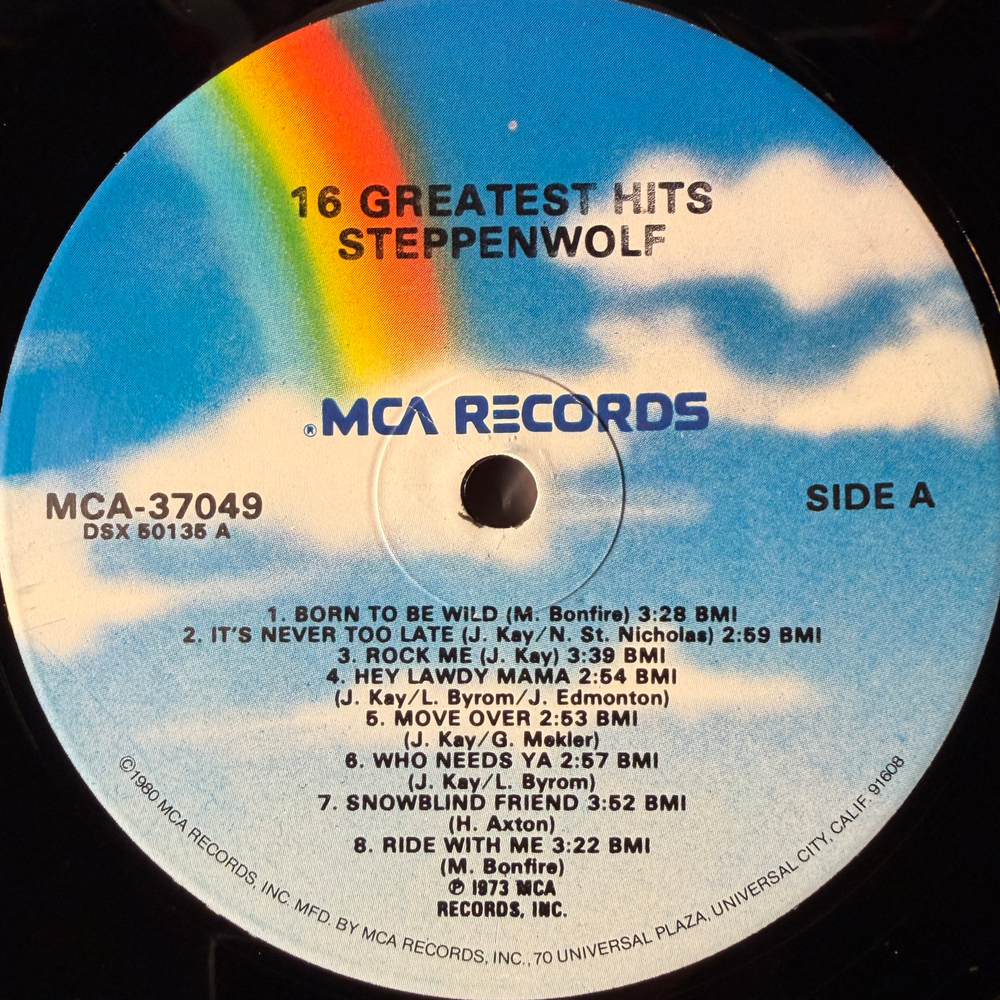 16 GREATEST HITS
STEPPENWOLF
®MCA RECORDS
MCA-37049
DSX 50135 A
SIDE A
1. BORN TO BE WILD (M. Bonfire) 3:28 BMI
2. IT'S NEVER TOO LATE (J. Kay/N. St. Nicholas) 2:59 BMI
3. ROCK ME (J. Kay) 3:39 BMI
4. HEY LAWDY MAMA 2:54 BMI
(J. Kay/L. Byrom/J. Edmonton)
5. MOVE OVER 2:53 BMI
(J. Kay/G. Mekler)
6. WHO NEEDS YA 2:57 BMI
(J. Kay/L. Byrom)
7. SNOWBLIND FRIEND 3:52 BMI
(H. Axton)
8. RIDE WITH ME 3:22 BMI
(M. Bonfire)
℗ 1973 MCA
RECORDS, INC.
©1980 MCA RECORDS, INC. MFD. BY MCA RECORDS, INC., 70 UNIVERSAL PLAZA, UNIVERSAL CITY, CALIF. 91608